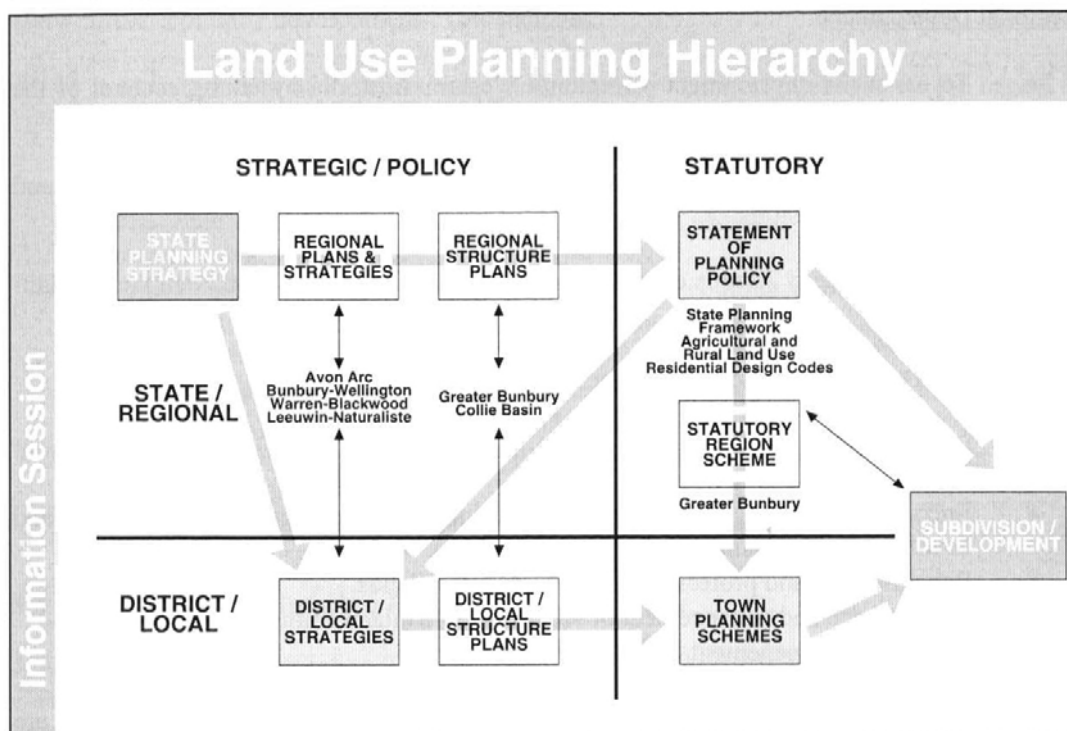 Land Use Planning Hierarchy
Information Session
STRATEGIC / POLICY
STATUTORY
STATE
PLANNING
STRATEGY
REGIONAL
PLANS &
STRATEGIES
REGIONAL
STRUCTURE
PLANS
STATEMENT
OF
PLANNING
POLICY
State Planning
Framework
Agricultural and
Rural Land Use
Residential Design Codes
STATE /
REGIONAL
Avon Arc
Bunbury-Wellington
Warren-Blackwood
Leeuwin-Naturaliste
Greater Bunbury
Collie Basin
STATUTORY
REGION
SCHEME
Greater Bunbury
SUBDIVISION /
DEVELOPMENT
DISTRICT /
LOCAL
DISTRICT /
LOCAL
STRATEGIES
DISTRICT /
LOCAL
STRUCTURE
PLANS
TOWN
PLANNING
SCHEMES